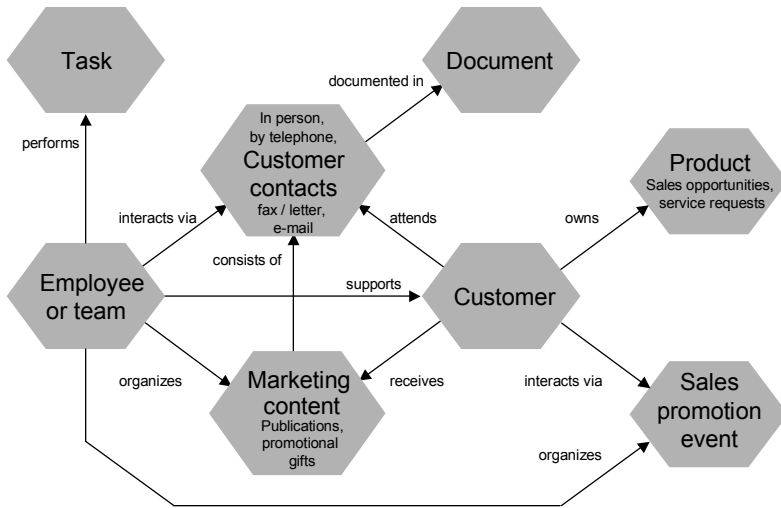 Task
Document
documented in
In person,
by telephone,
Customer
contacts
fax / letter,
e-mail
performs
Product
Sales opportunities,
service requests
interacts via
attends
owns
consists of
Employee
or team
supports
Customer
organizes
Marketing
content
Publications,
promotional
gifts
receives
interacts via
Sales
promotion
event
organizes